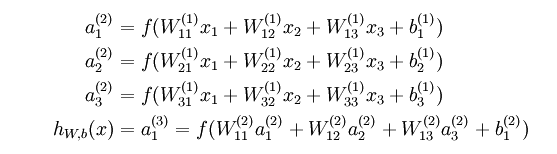 a_1^{(2)} = f(W_{11}^{(1)} x_1 + W_{12}^{(1)} x_2 + W_{13}^{(1)} x_3 + b_1^{(1)})
a_2^{(2)} = f(W_{21}^{(1)} x_1 + W_{22}^{(1)} x_2 + W_{23}^{(1)} x_3 + b_2^{(1)})
a_3^{(2)} = f(W_{31}^{(1)} x_1 + W_{32}^{(1)} x_2 + W_{33}^{(1)} x_3 + b_3^{(1)})
h_{W,b}(x) = a_1^{(3)} = f(W_{11}^{(2)} a_1^{(2)} + W_{12}^{(2)} a_2^{(2)} + W_{13}^{(2)} a_3^{(2)} + b_1^{(2)})